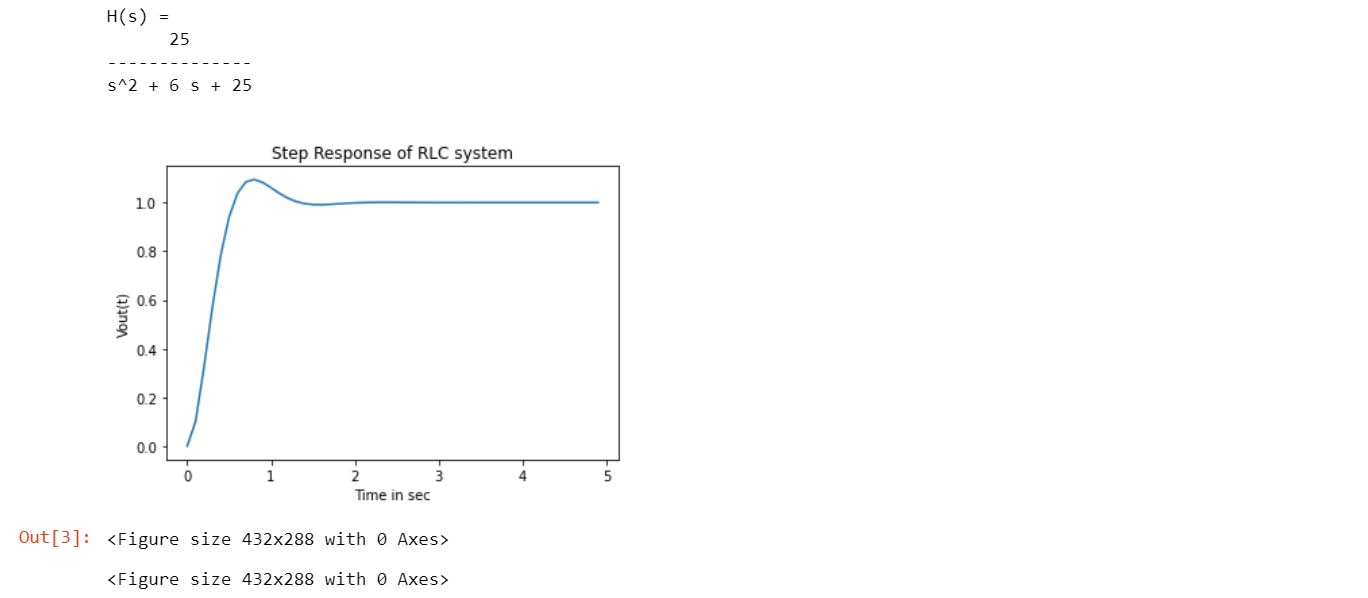 H(s) =
25
--------------
s^2 + 6 s + 25
Step Response of RLC system
1.0
0.8
0.6
0.4
0.2
0.0
Vout(t)
0 1 2 3 4 5
Time in sec
Out[3]: <Figure size 432x288 with 0 Axes>
<Figure size 432x288 with 0 Axes>